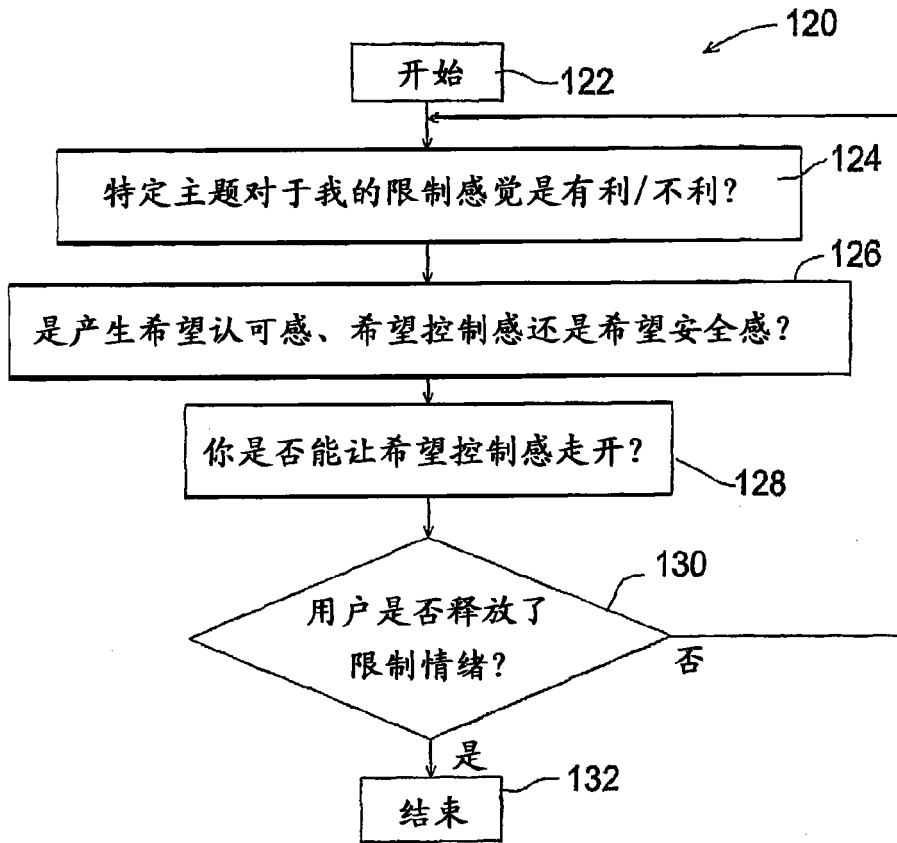 120
开始
122
特定主题对于我的限制感觉是有利/不利?
124
126
是产生希望认可感、希望控制感还是希望安全感?
你是否能让希望控制感走开?
128
130
用户是否释放了
限制情绪?
否
是
结束
132